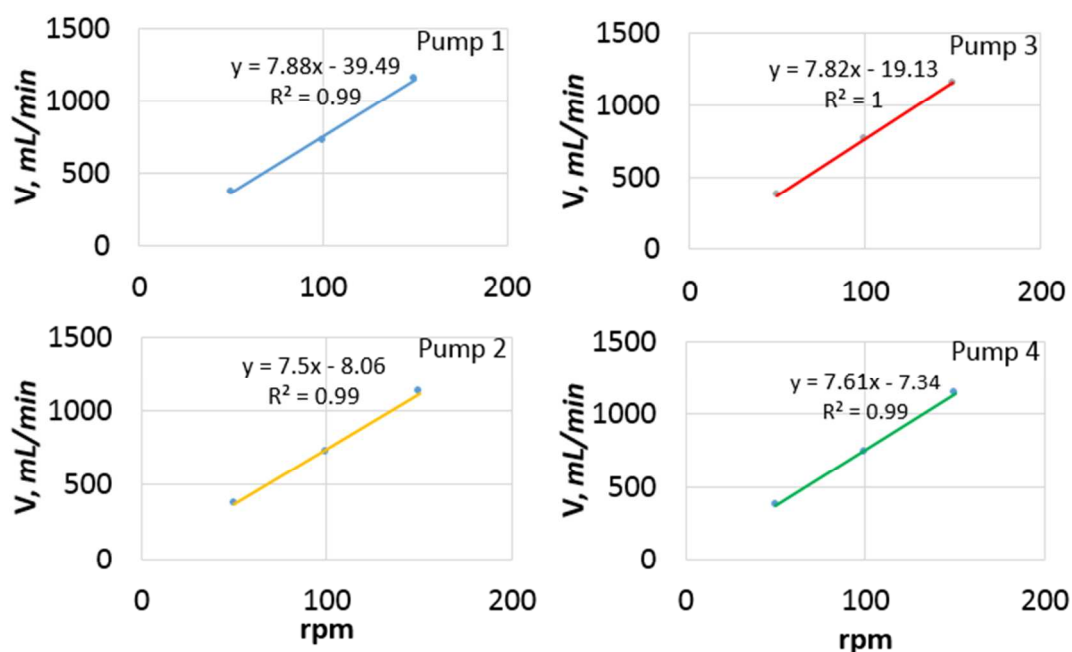 Pump 1
y = 7.88x - 39.49
R² = 0.99
V, mL/min
1500
1000
500
0
0 100 200
Pump 3
y = 7.82x - 19.13
R² = 1
V, mL/min
1500
1000
500
0
0 100 200
Pump 2
y = 7.5x - 8.06
R² = 0.99
V, mL/min
1500
1000
500
0
0 100 200
rpm
Pump 4
y = 7.61x - 7.34
R² = 0.99
V, mL/min
1500
1000
500
0
0 100 200
rpm